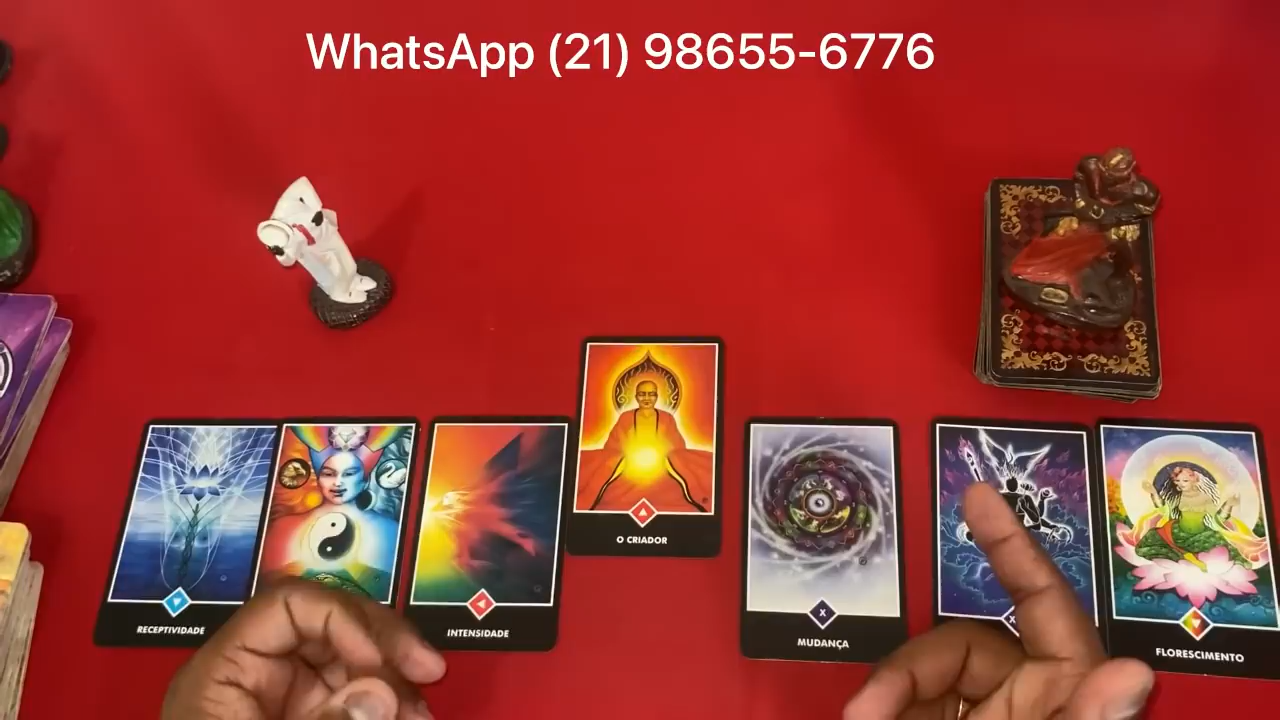 WhatsApp (21) 98655-6776
O CRIADOR
RECEPTIVIDADE
INTENSIDADE
X
MUDANÇA
FLORESCIMENTO